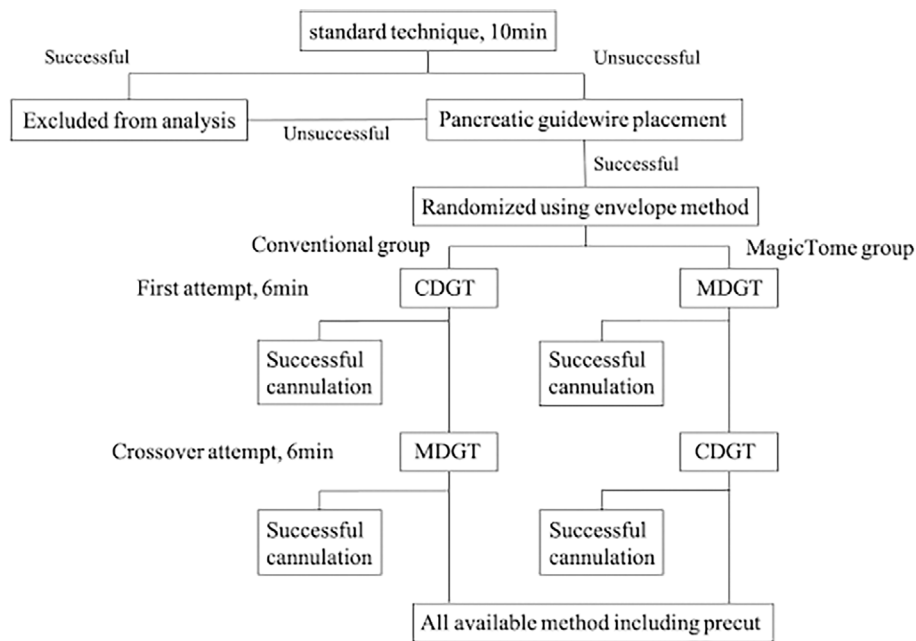 standard technique, 10min
Successful
Unsuccessful
Excluded from analysis
Unsuccessful
Pancreatic guidewire placement
Successful
Randomized using envelope method
Conventional group
MagicTome group
First attempt, 6min
CDGT
MDGT
Successful
cannulation
Successful
cannulation
Crossover attempt, 6min
MDGT
CDGT
Successful
cannulation
Successful
cannulation
All available method including precut